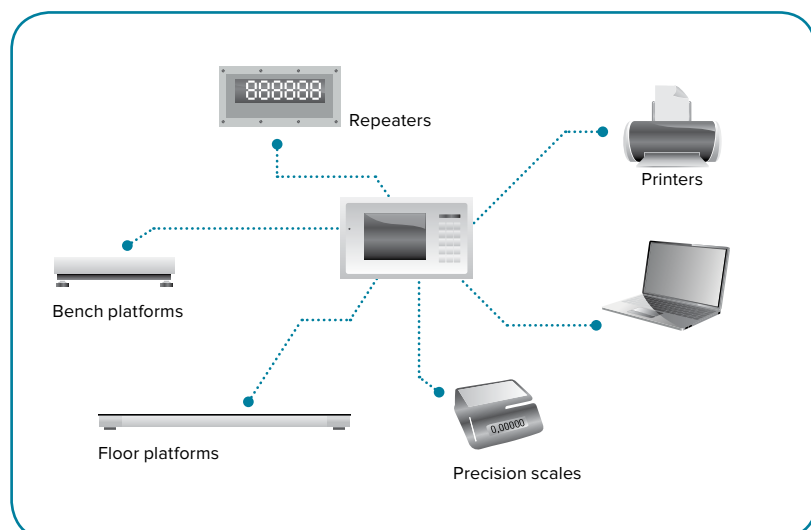 888888
Repeaters
Printers
Bench platforms
0,00000
Floor platforms
Precision scales